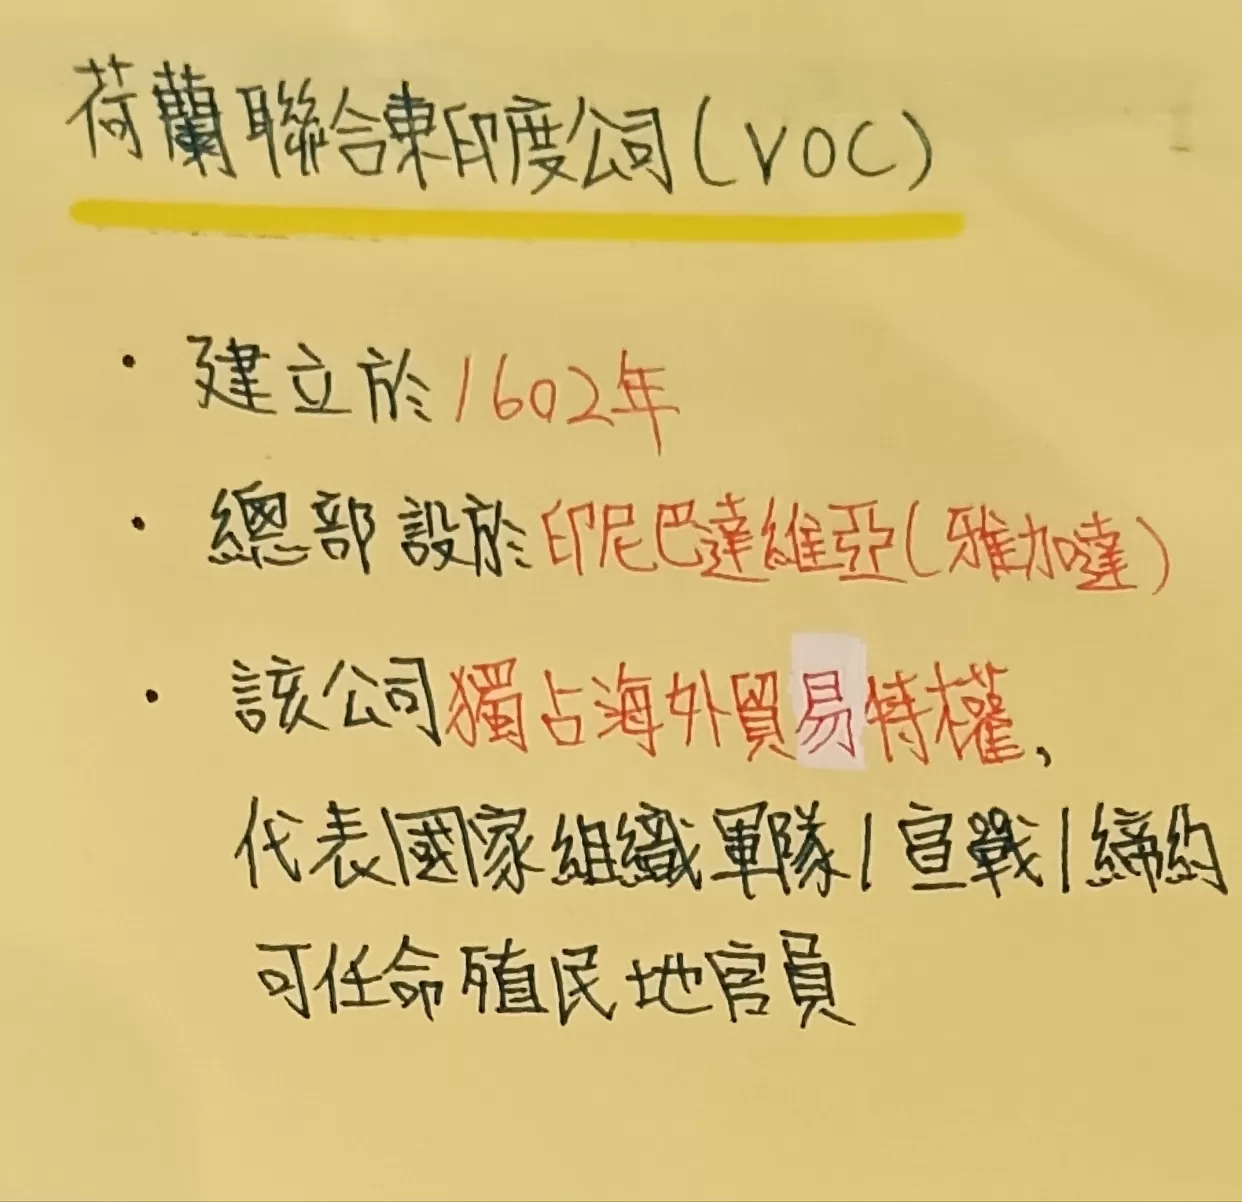 荷蘭聯合東印度公司(VOC)
・建立於1602年
・總部設於印尼巴達維亞(雅加達)
・該公司獨占海外貿易特權,
代表國家組織軍隊/宣戰/締約
可任命殖民地官員